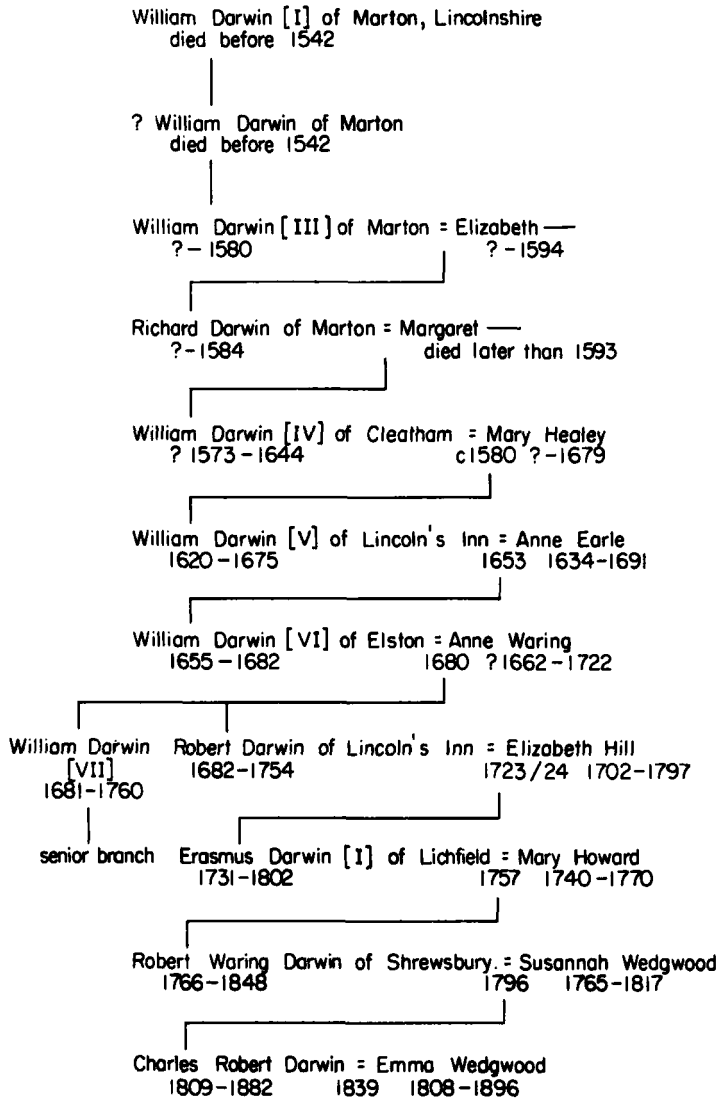 William Darwin [I] of Marton, Lincolnshire
died before 1542
? William Darwin of Marton
died before 1542
William Darwin [III] of Marton = Elizabeth —
? – 1580 ? – 1594
Richard Darwin of Marton = Margaret —
? – 1584 died later than 1593
William Darwin [IV] of Cleatham = Mary Healey
? 1573 – 1644 c1580 ? – 1679
William Darwin [V] of Lincoln's Inn = Anne Earle
1620 – 1675 1653 1634 – 1691
William Darwin [VI] of Elston = Anne Waring
1655 – 1682 1680 ? 1662 – 1722
William Darwin Robert Darwin of Lincoln's Inn = Elizabeth Hill
[VII] 1682 – 1754 1723/24 1702 – 1797
1681 – 1760
senior branch Erasmus Darwin [I] of Lichfield = Mary Howard
1731 – 1802 1757 1740 – 1770
Robert Waring Darwin of Shrewsbury. = Susannah Wedgwood
1766 – 1848 1796 1765 – 1817
Charles Robert Darwin = Emma Wedgwood
1809 – 1882 1839 1808 – 1896